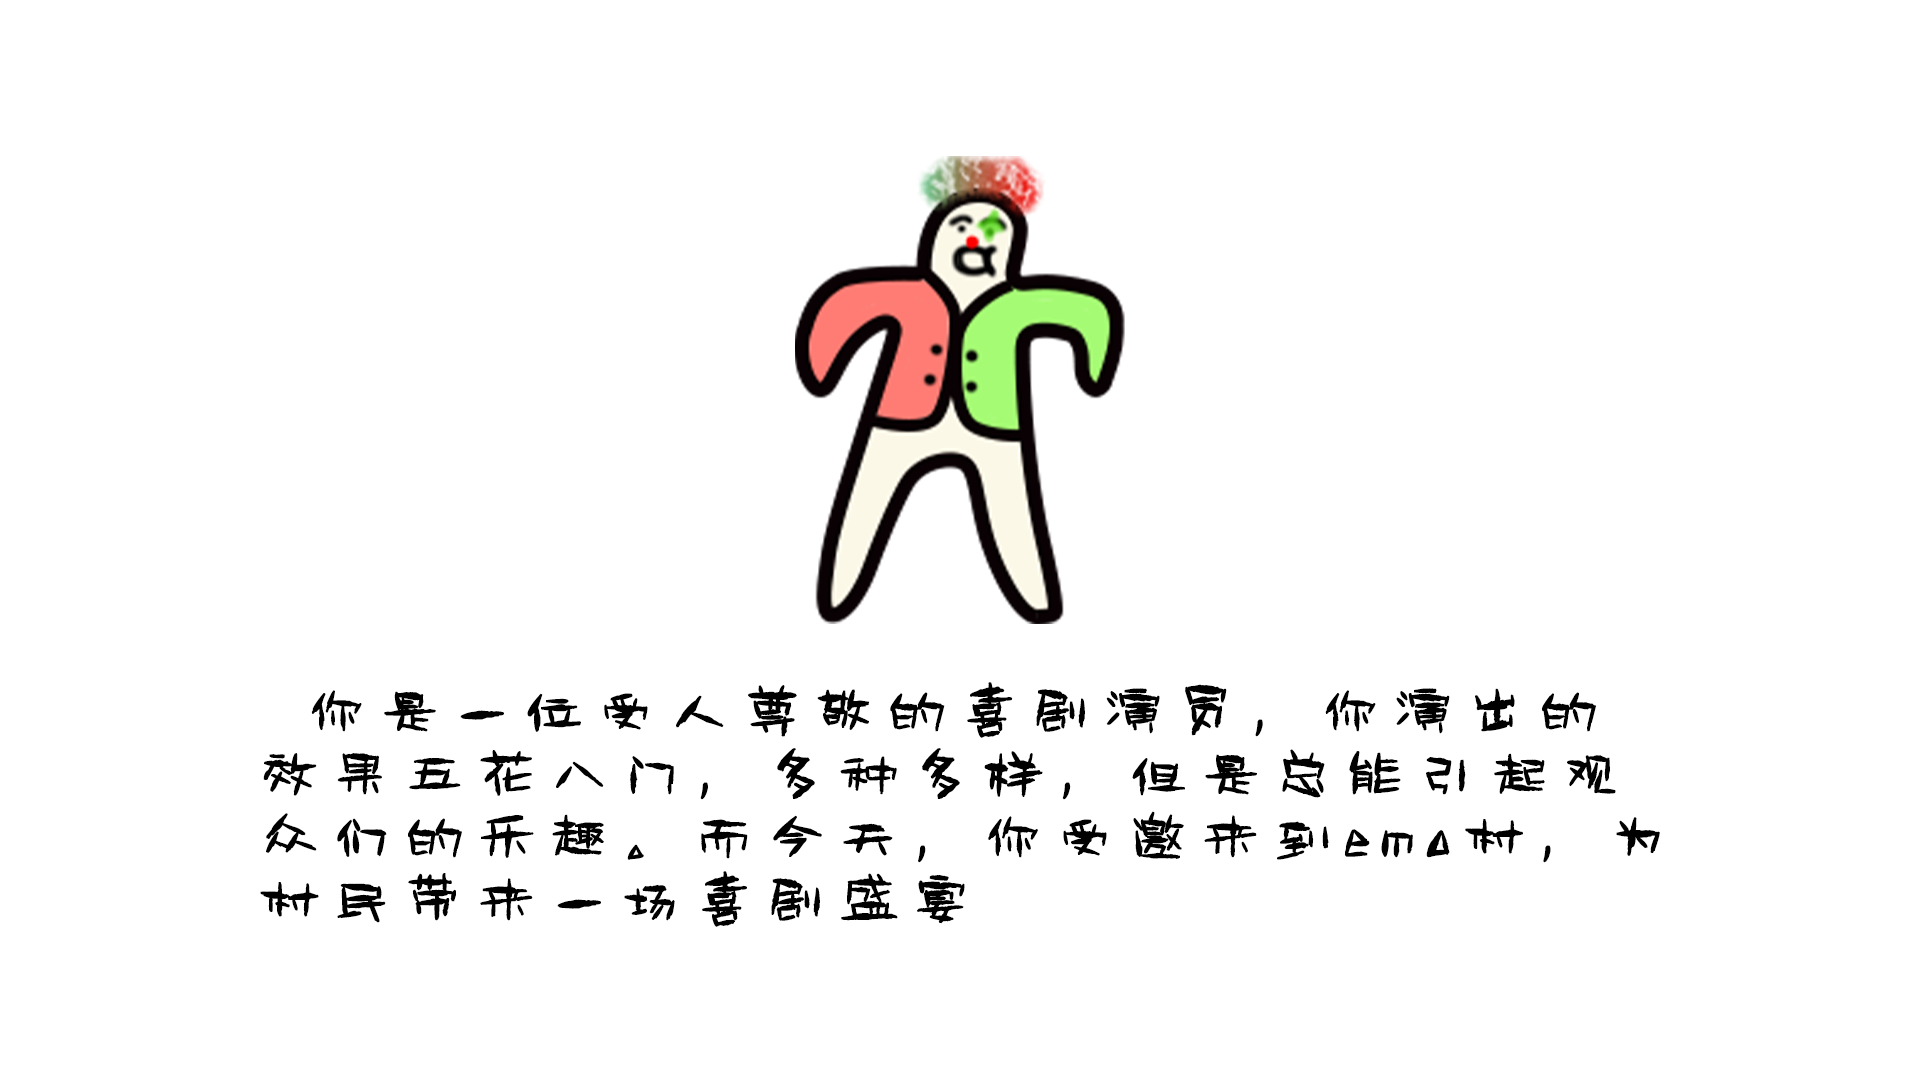 你是一位受人尊敬的喜剧演员，你演出的
效果五花八门，多种多样，但是总能引起观
众们的乐趣。而今天，你受邀来到ema村，为
村民带来一场喜剧盛宴